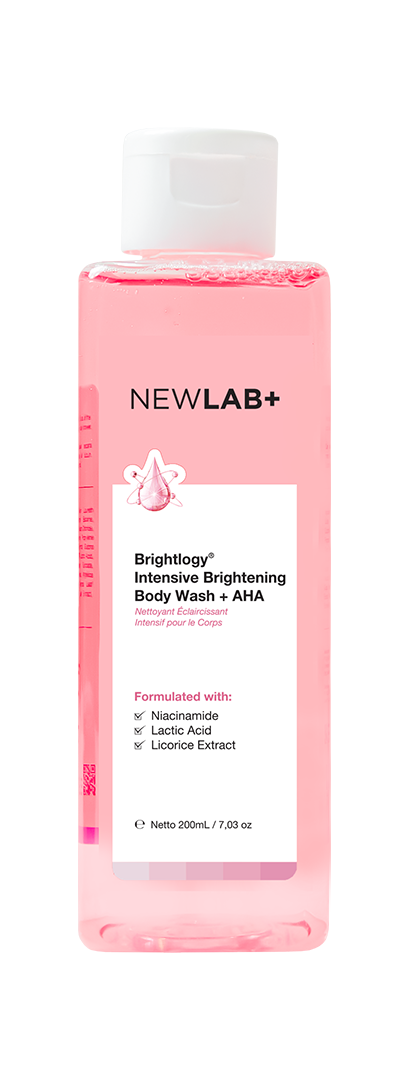 NEWLAB+
Brightlogy®
Intensive Brightening
Body Wash + AHA
Nettoyant Éclaircissant
Intensif pour le Corps
Formulated with:
☑ Niacinamide
☑ Lactic Acid
☑ Licorice Extract
℮ Netto 200mL / 7,03 oz